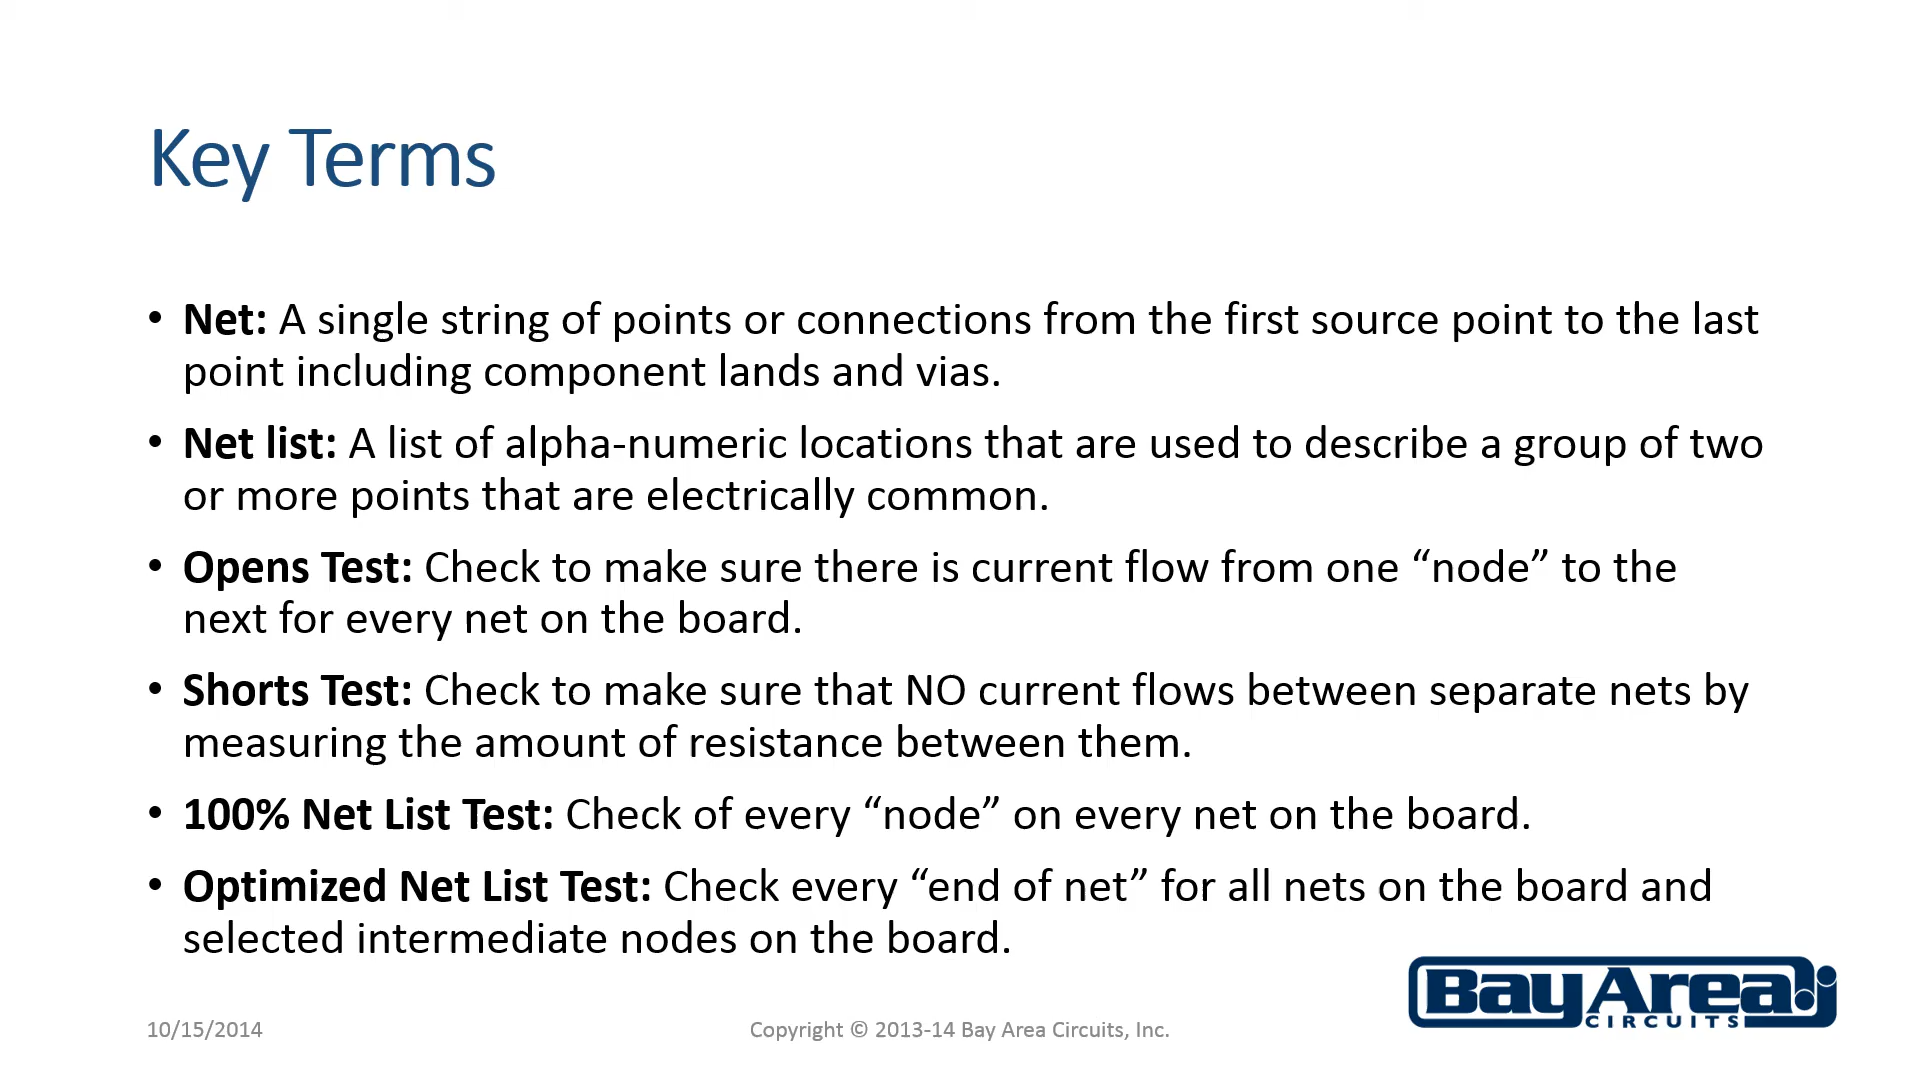 Key Terms
• Net: A single string of points or connections from the first source point to the last
point including component lands and vias.
• Net list: A list of alpha-numeric locations that are used to describe a group of two
or more points that are electrically common.
• Opens Test: Check to make sure there is current flow from one “node” to the
next for every net on the board.
• Shorts Test: Check to make sure that NO current flows between separate nets by
measuring the amount of resistance between them.
• 100% Net List Test: Check of every “node” on every net on the board.
• Optimized Net List Test: Check every “end of net” for all nets on the board and
selected intermediate nodes on the board.
Bay Area
CIRCUITS
10/15/2014
Copyright © 2013-14 Bay Area Circuits, Inc.